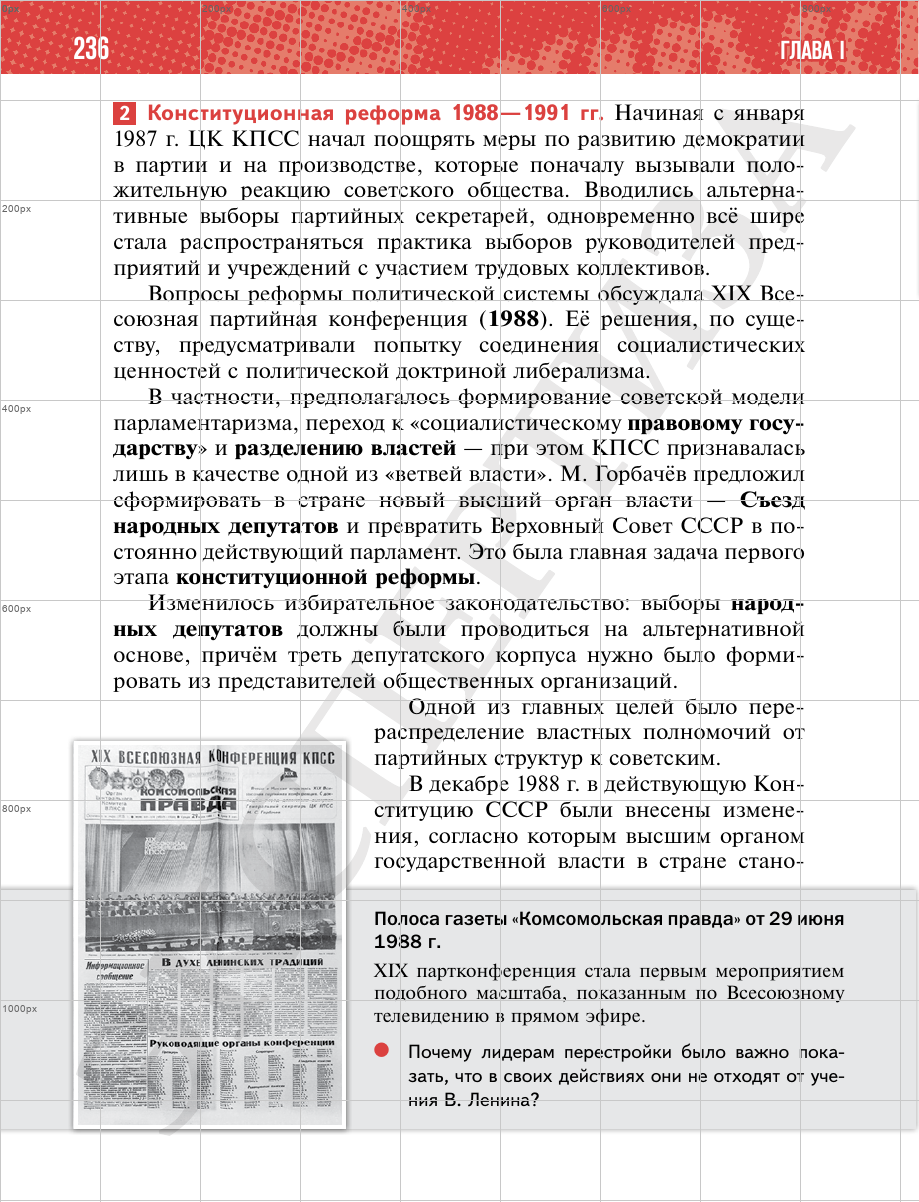 236
ГЛАВА I
2 Конституционная реформа 1988—1991 гг. Начиная с января
1987 г. ЦК КПСС начал поощрять меры по развитию демократии
в партии и на производстве, которые поначалу вызывали поло-
жительную реакцию советского общества. Вводились альтерна-
тивные выборы партийных секретарей, одновременно всё шире
стала распространяться практика выборов руководителей пред-
приятий и учреждений с участием трудовых коллективов.
Вопросы реформы политической системы обсуждала XIX Все-
союзная партийная конференция (1988). Её решения, по суще-
ству, предусматривали попытку соединения социалистических
ценностей с политической доктриной либерализма.
В частности, предполагалось формирование советской модели
парламентаризма, переход к «социалистическому правовому госу-
дарству» и разделению властей — при этом КПСС признавалась
лишь в качестве одной из «ветвей власти». М. Горбачёв предложил
сформировать в стране новый высший орган власти — Съезд
народных депутатов и превратить Верховный Совет СССР в по-
стоянно действующий парламент. Это была главная задача первого
этапа конституционной реформы.
Изменилось избирательное законодательство: выборы народ-
ных депутатов должны были проводиться на альтернативной
основе, причём треть депутатского корпуса нужно было форми-
ровать из представителей общественных организаций.
Одной из главных целей было пере-
распределение властных полномочий от
партийных структур к советским.
В декабре 1988 г. в действующую Кон-
ституцию СССР были внесены измене-
ния, согласно которым высшим органом
государственной власти в стране стано-
XIX ВСЕСОЮЗНАЯ КОНФЕРЕНЦИЯ КПСС
Орган
Центрального
Комитета
ВЛКСМ
КОМСОМОЛЬСКАЯ
ПРАВДА
В ДУХЕ ЛЕНИНСКИХ ТРАДИЦИЙ
Информационное
сообщение
Руководящие органы конференции
Полоса газеты «Комсомольская правда» от 29 июня
1988 г.
XIX партконференция стала первым мероприятием
подобного масштаба, показанным по Всесоюзному
телевидению в прямом эфире.
Почему лидерам перестройки было важно пока-
зать, что в своих действиях они не отходят от уче-
ния В. Ленина?
ЭКСПЕРТИЗА
200px
400px
600px
800px
1000px